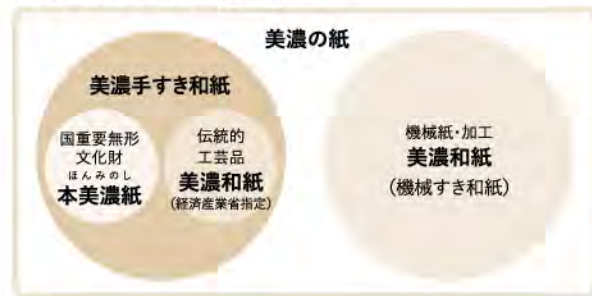 美濃の紙
美濃手すき和紙
国重要無形
文化財
ほんみのし
本美濃紙
伝統的
工芸品
美濃和紙
(経済産業省指定)
機械紙・加工
美濃和紙
(機械すき和紙)